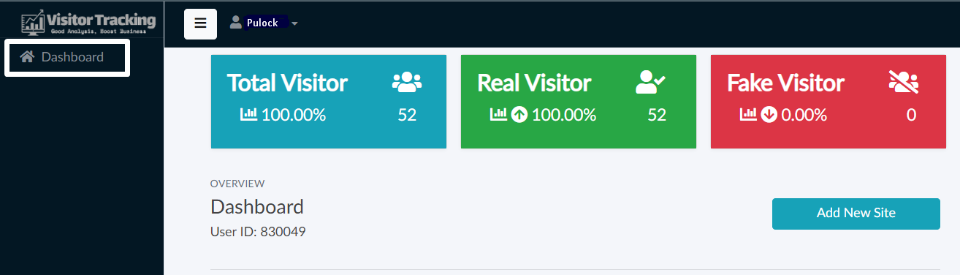 Visitor Tracking
Good Analysis, Boost Business
Pulock
Dashboard
Total Visitor
100.00% 52
Real Visitor
100.00% 52
Fake Visitor
0.00% 0
OVERVIEW
Dashboard
User ID: 830049
Add New Site